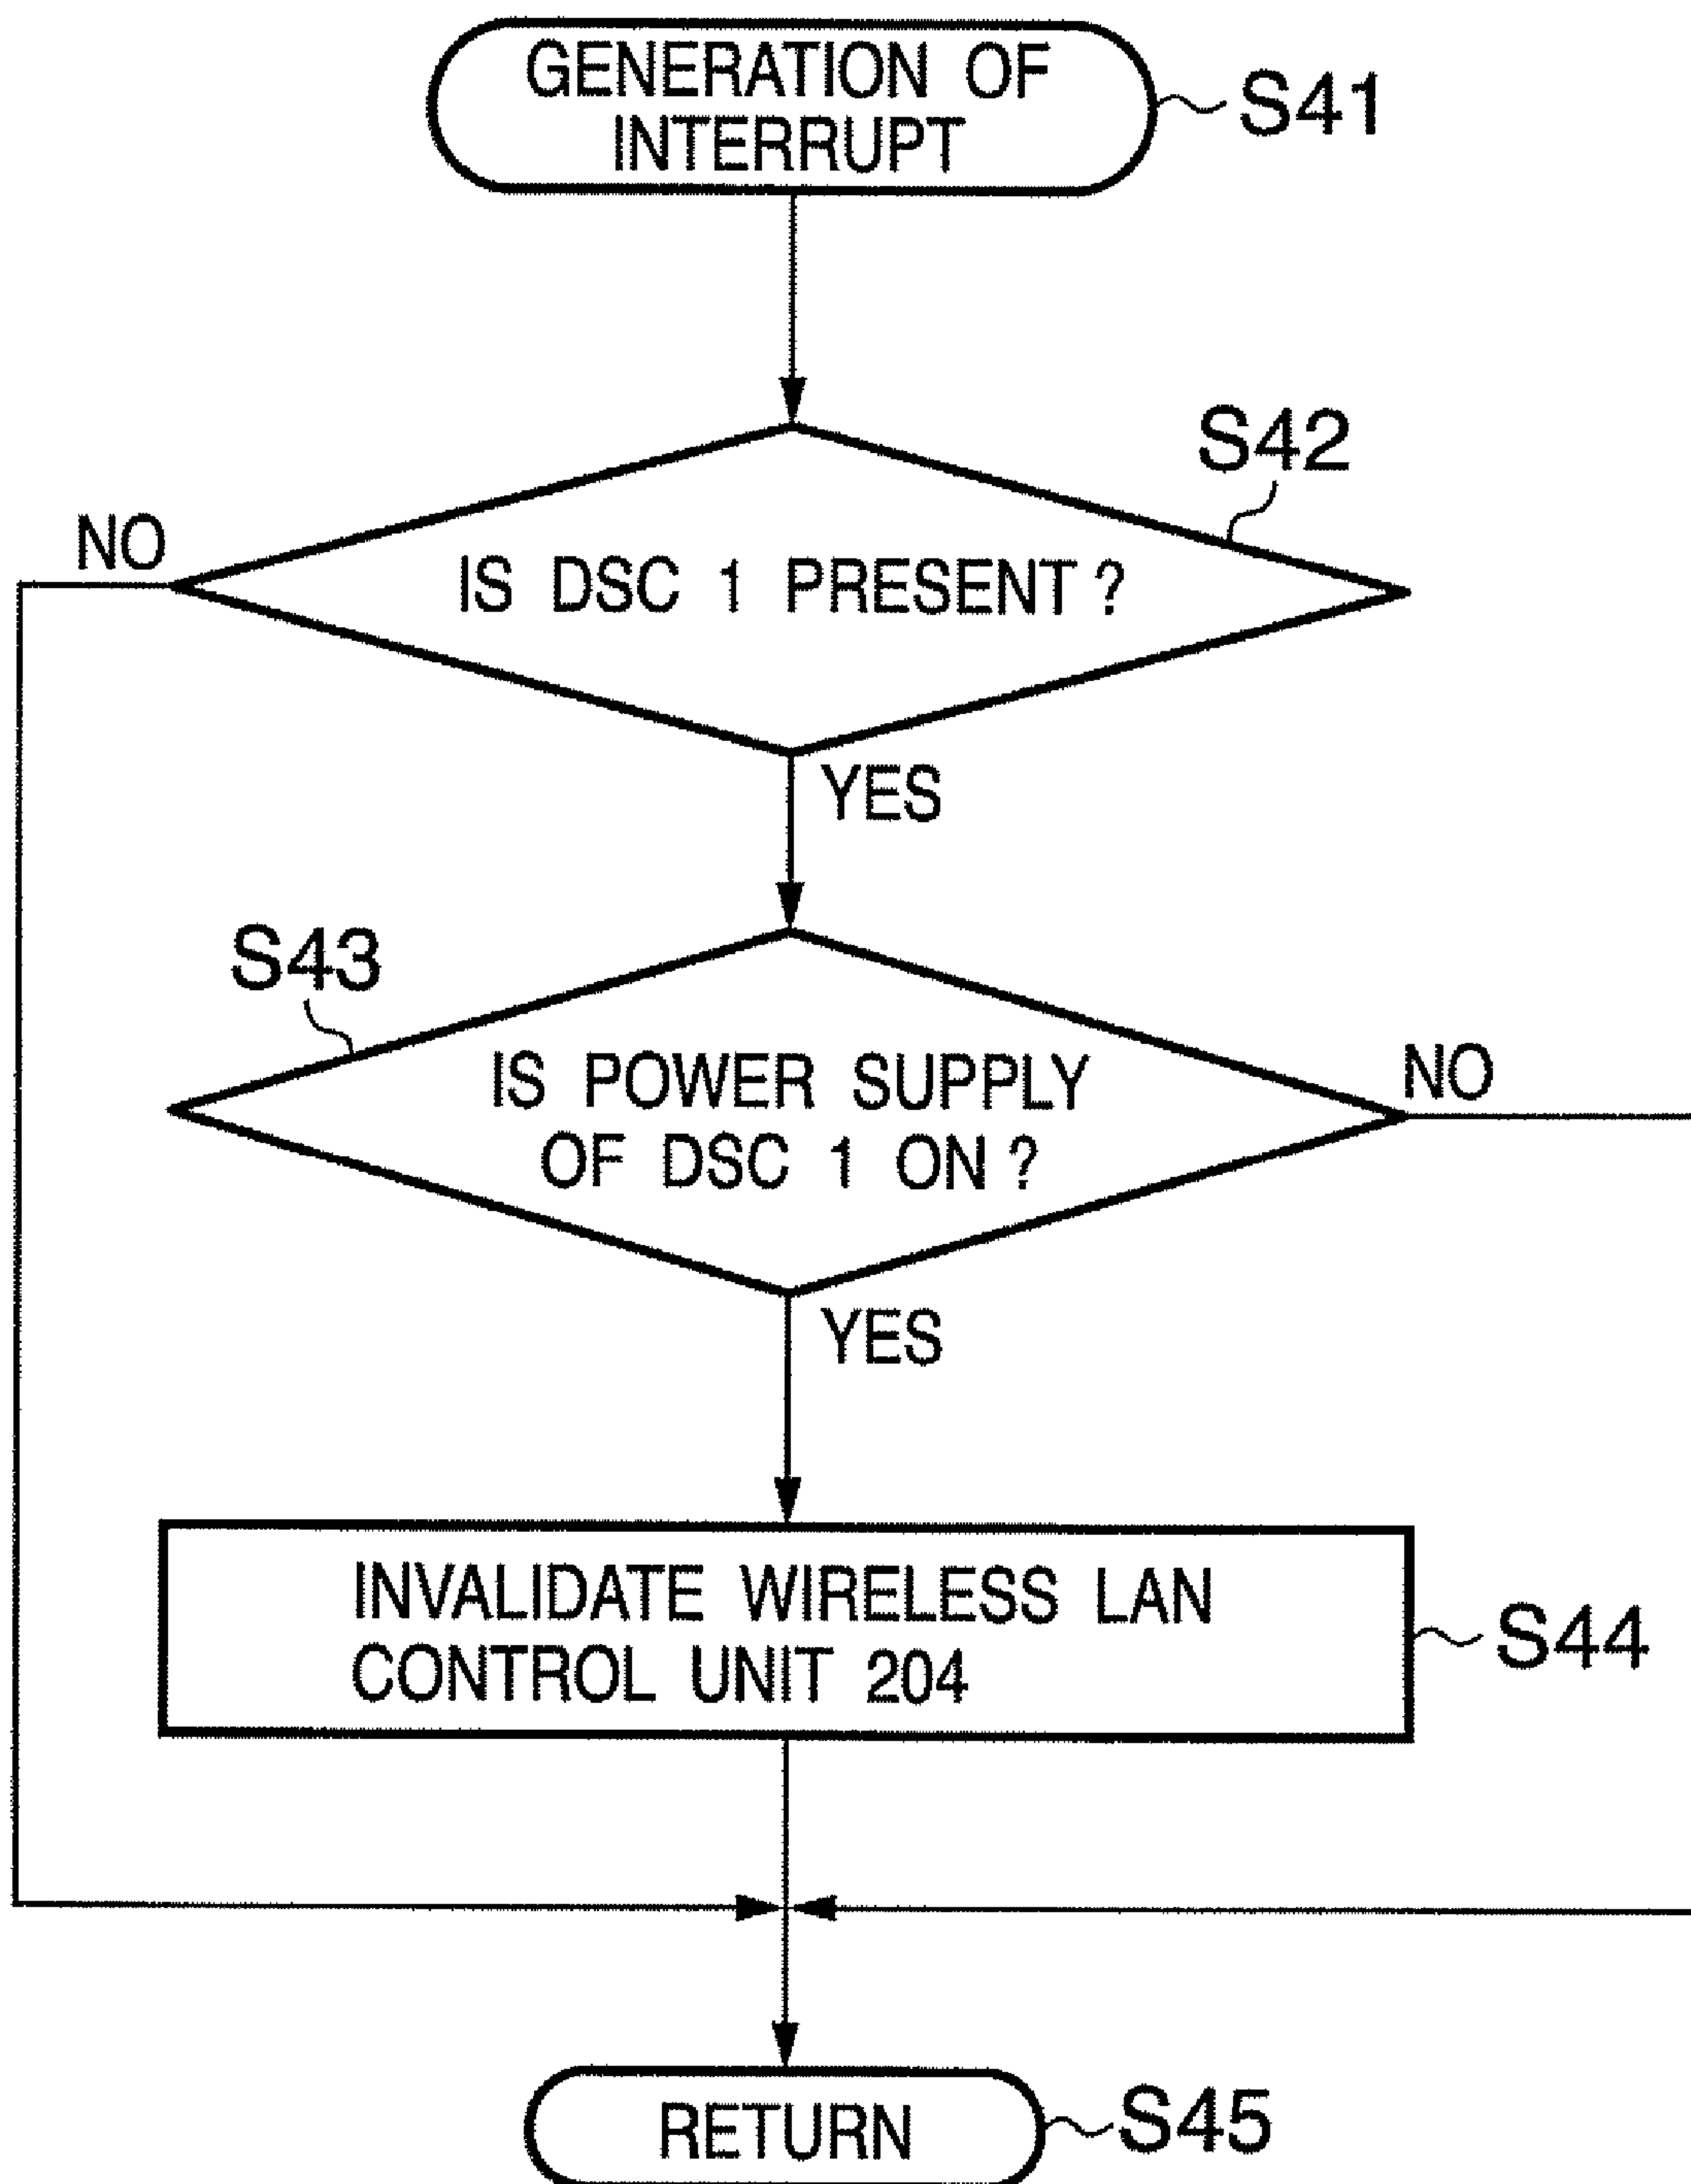 GENERATION OF
INTERRUPT
S41
S42
NO
IS DSC 1 PRESENT?
YES
S43
IS POWER SUPPLY
OF DSC 1 ON?
NO
YES
INVALIDATE WIRELESS LAN
CONTROL UNIT 204
S44
RETURN
S45